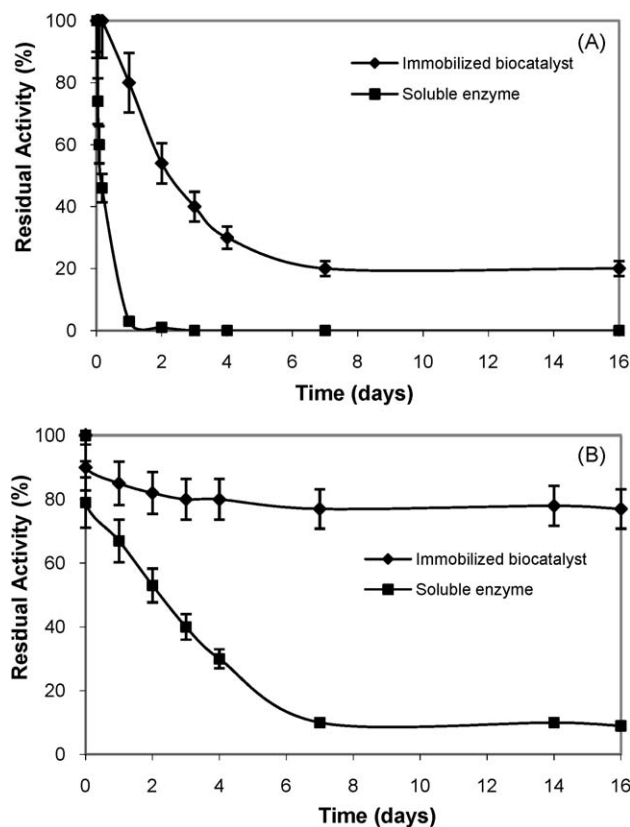 (A)
100
80
60
40
20
0
Residual Activity (%)
Immobilized biocatalyst
Soluble enzyme
0 2 4 6 8 10 12 14 16
Time (days)
(B)
100
80
60
40
20
0
Residual Activity (%)
Immobilized biocatalyst
Soluble enzyme
0 2 4 6 8 10 12 14 16
Time (days)